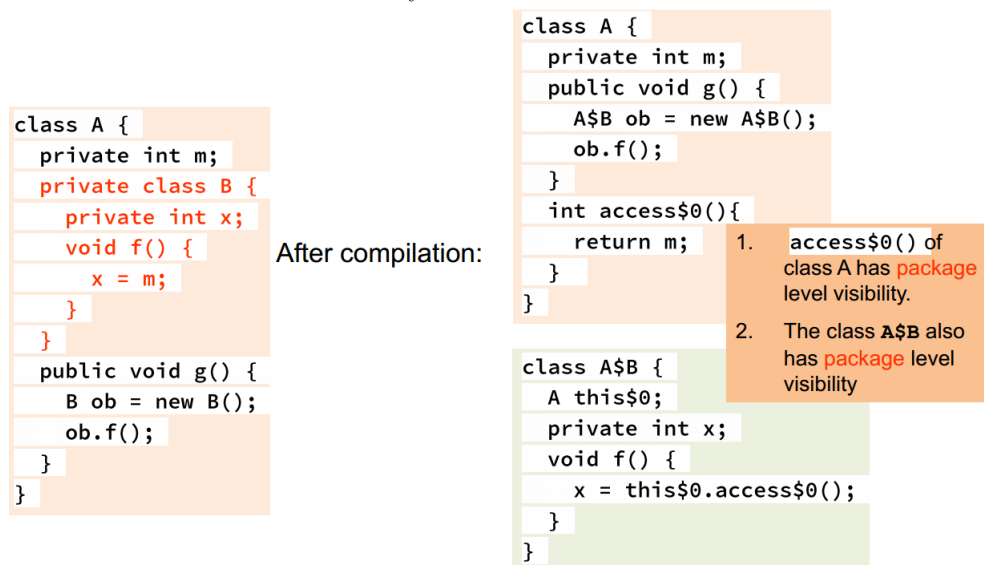 class A {
private int m;
private class B {
private int x;
void f() {
x = m;
}
}
public void g() {
B ob = new B();
ob.f();
}
}
After compilation:
class A {
private int m;
public void g() {
A$B ob = new A$B();
ob.f();
}
int access$0(){
return m;
}
}
1. access$0() of
class A has package
level visibility.
2. The class A$B also
has package level
visibility
class A$B {
A this$0;
private int x;
void f() {
x = this$0.access$0();
}
}